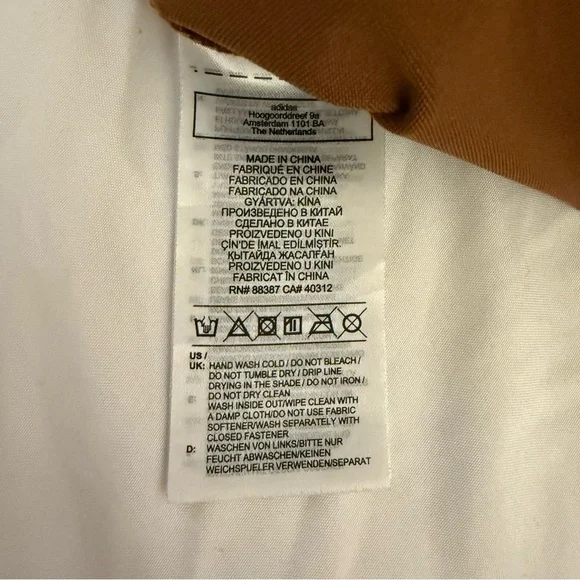 adidas
Hoogoorddreef 9a
Amsterdam 1101 BA
The Netherlands
MADE IN CHINA
FABRIQUÉ EN CHINE
FABRICADO EN CHINA
FABRICADO NA CHINA
GYÁRTVA: KÍNA
ПРОИЗВЕДЕНО В КИТАЙ
СДЕЛАНО В КИТАЕ
PROIZVEDENO U KINI
ÇİN'DE İMAL EDİLMİŞTİR.
ҚЫТАЙДА ЖАСАЛҒАН
PROIZVEDENO U KINI
FABRICAT ÎN CHINA
RN# 88387 CA# 40312
US /
UK: HAND WASH COLD / DO NOT BLEACH /
DO NOT TUMBLE DRY / DRIP LINE
DRYING IN THE SHADE / DO NOT IRON /
DO NOT DRY CLEAN
WASH INSIDE OUT/WIPE CLEAN WITH
A DAMP CLOTH/DO NOT USE FABRIC
SOFTENER/WASH SEPARATELY WITH
CLOSED FASTENER
D: WASCHEN VON LINKS/BITTE NUR
FEUCHT ABWASCHEN/KEINEN
WEICHSPUELER VERWENDEN/SEPARAT